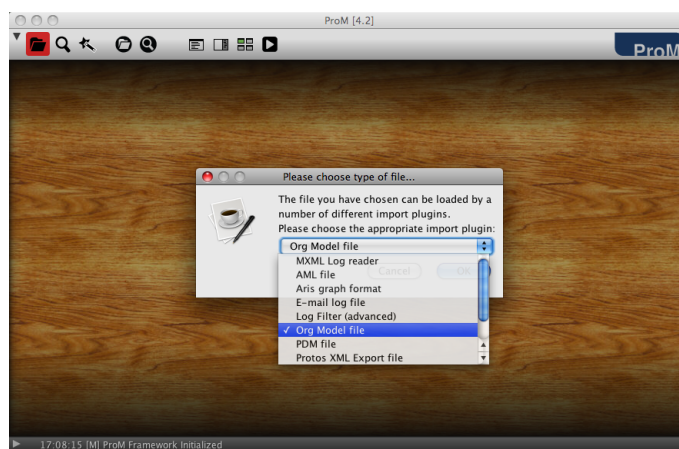 ProM [4.2]
ProM
Please choose type of file...
The file you have chosen can be loaded by a
number of different import plugins.
Please choose the appropriate import plugin:
Org Model file
MXML Log reader
AML file
Cancel
OK
Aris graph format
E-mail log file
Log Filter (advanced)
✓ Org Model file
PDM file
Protos XML Export file
17:08:15 [M] ProM Framework Initialized